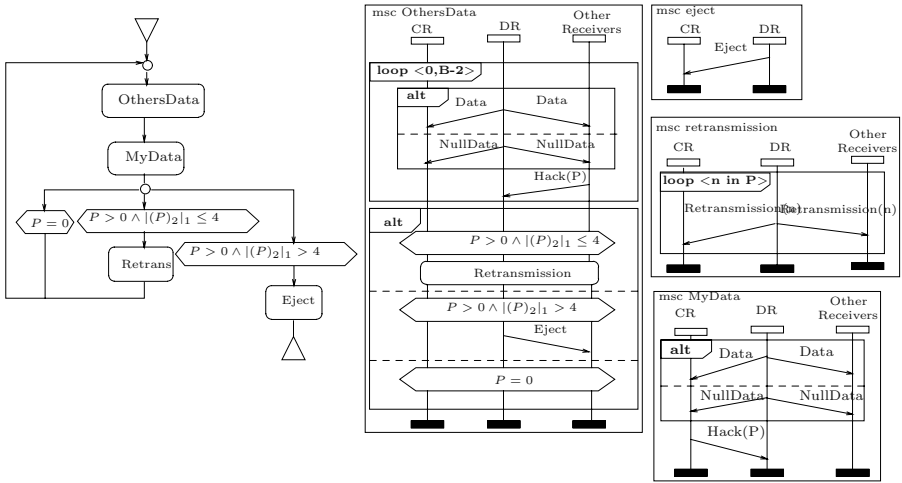 OthersData
MyData
P = 0
P > 0 ∧ |(P)₂|₁ ≤ 4
Retrans
P > 0 ∧ |(P)₂|₁ > 4
Eject
msc OthersData
CR
DR
Other
Receivers
loop <0,B-2>
alt
Data
Data
NullData
NullData
Hack(P)
alt
P > 0 ∧ |(P)₂|₁ ≤ 4
Retransmission
P > 0 ∧ |(P)₂|₁ > 4
Eject
P = 0
msc eject
CR
DR
Eject
msc retransmission
CR
DR
Other
Receivers
loop <n in P>
Retransmission(n)
Retransmission(n)
msc MyData
CR
DR
Other
Receivers
alt
Data
Data
NullData
NullData
Hack(P)